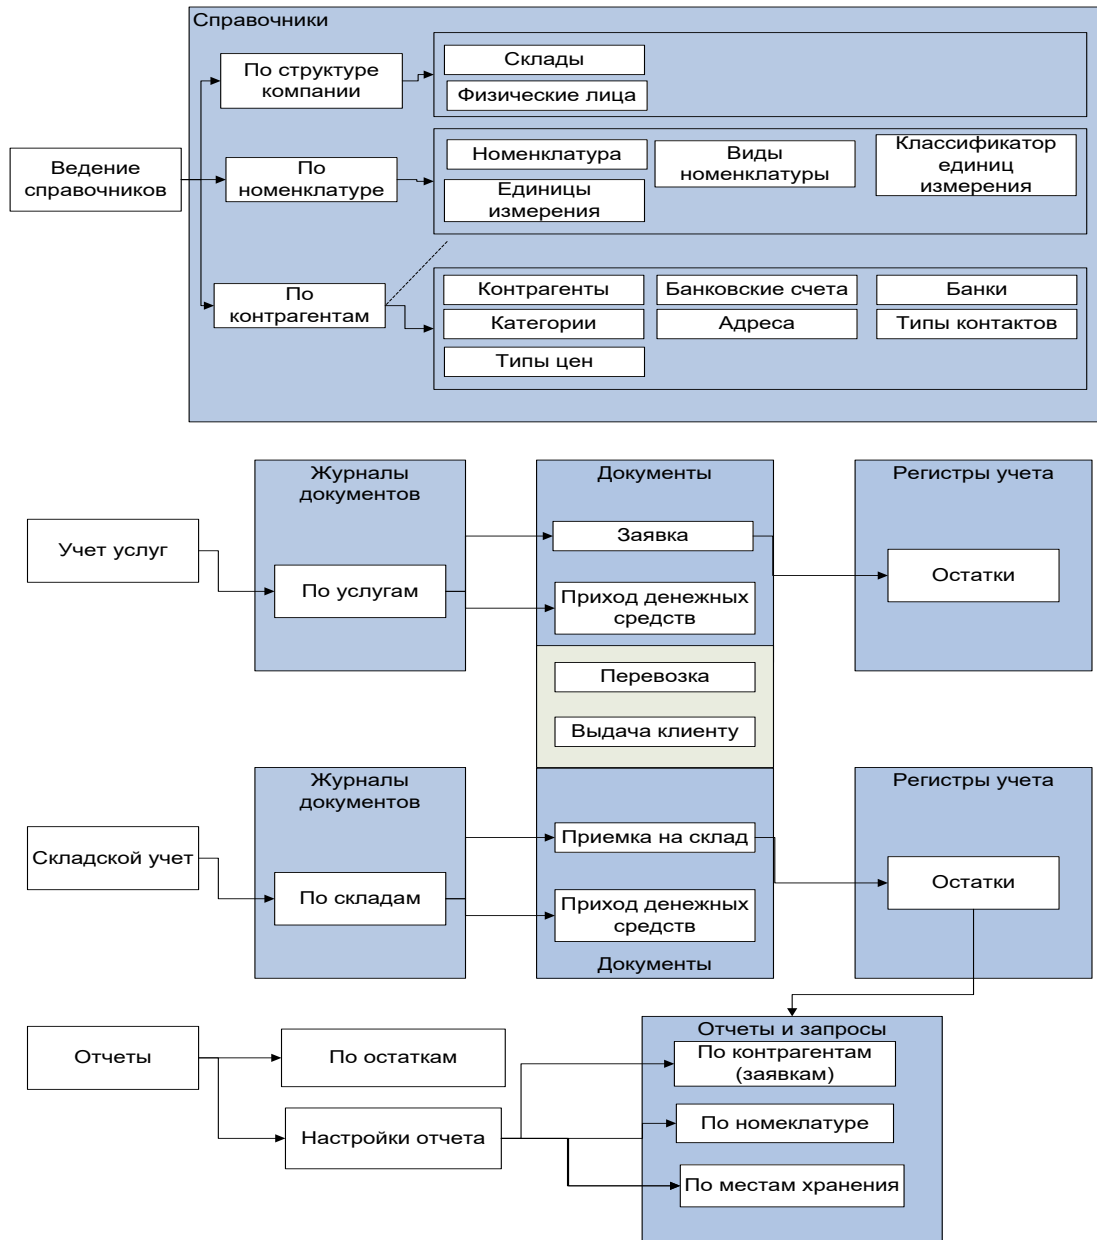 Справочники
По структуре
компании
Склады
Физические лица
Ведение
справочников
По
номенклатуре
Номенклатура
Виды
номенклатуры
Классификатор
единиц
измерения
Единицы
измерения
По
контрагентам
Контрагенты
Банковские счета
Банки
Категории
Адреса
Типы контактов
Типы цен
Журналы
документов
Документы
Регистры учета
Учет услуг
По услугам
Заявка
Приход денежных
средств
Остатки
Перевозка
Выдача клиенту
Журналы
документов
Регистры учета
Складской учет
По складам
Приемка на склад
Приход денежных
средств
Остатки
Документы
Отчеты
По остаткам
Настройки отчета
Отчеты и запросы
По контрагентам
(заявкам)
По номеклатуре
По местам хранения